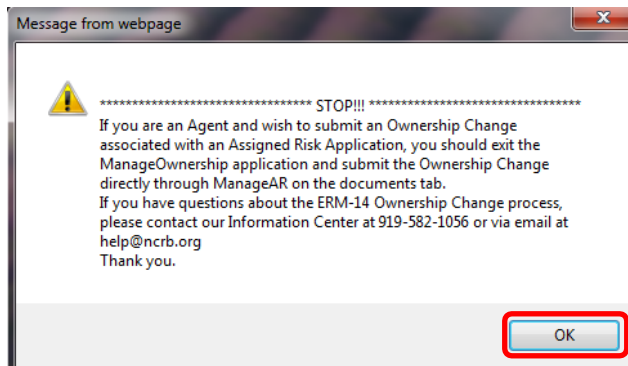 Message from webpage
x
********************************* STOP!!! *********************************
If you are an Agent and wish to submit an Ownership Change
associated with an Assigned Risk Application, you should exit the
ManageOwnership application and submit the Ownership Change
directly through ManageAR on the documents tab.
If you have questions about the ERM-14 Ownership Change process,
please contact our Information Center at 919-582-1056 or via email at
help@ncrb.org
Thank you.
OK